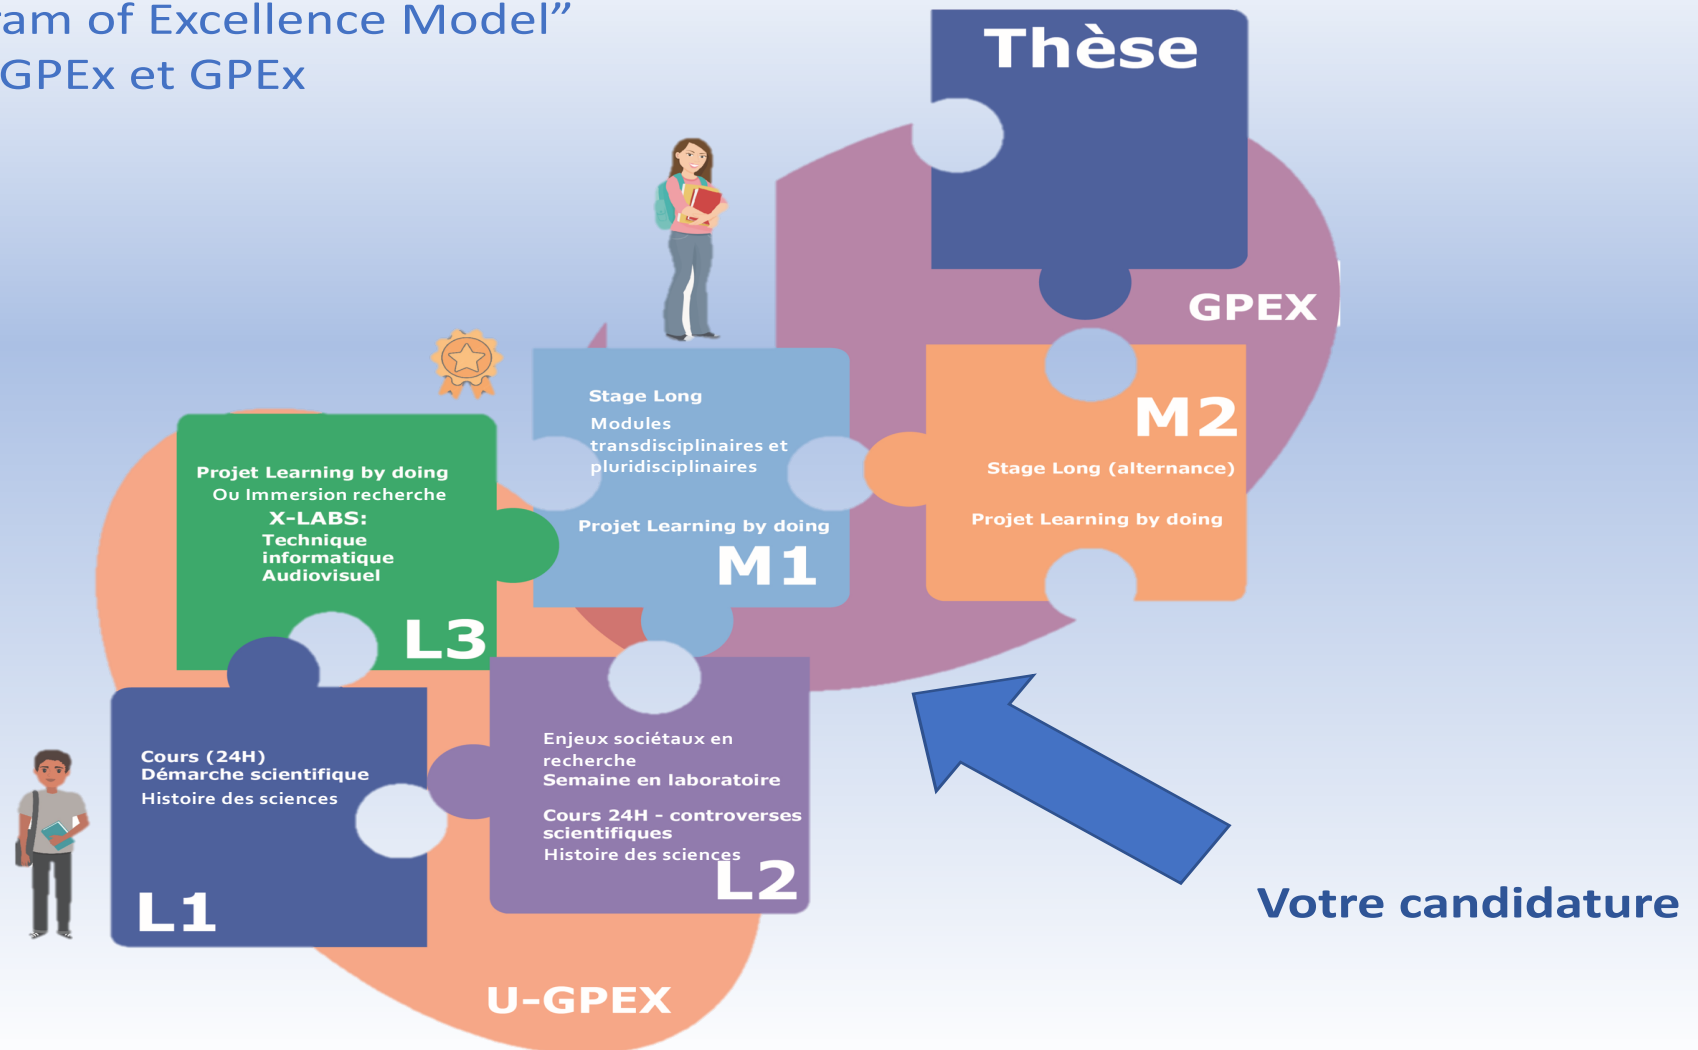 of Excellence Model”
GPEx et GPEx
Thèse
GPEX
Stage Long
Modules
transdisciplinaires et
pluridisciplinaires
Projet Learning by doing
M1
M2
Stage Long (alternance)
Projet Learning by doing
Projet Learning by doing
Ou Immersion recherche
X-LABS:
Technique
informatique
Audiovisuel
L3
Cours (24H)
Démarche scientifique
Histoire des sciences
L1
Enjeux sociétaux en
recherche
Semaine en laboratoire
Cours 24H - controverses
scientifiques
Histoire des sciences
L2
Votre candidature
U-GPEX